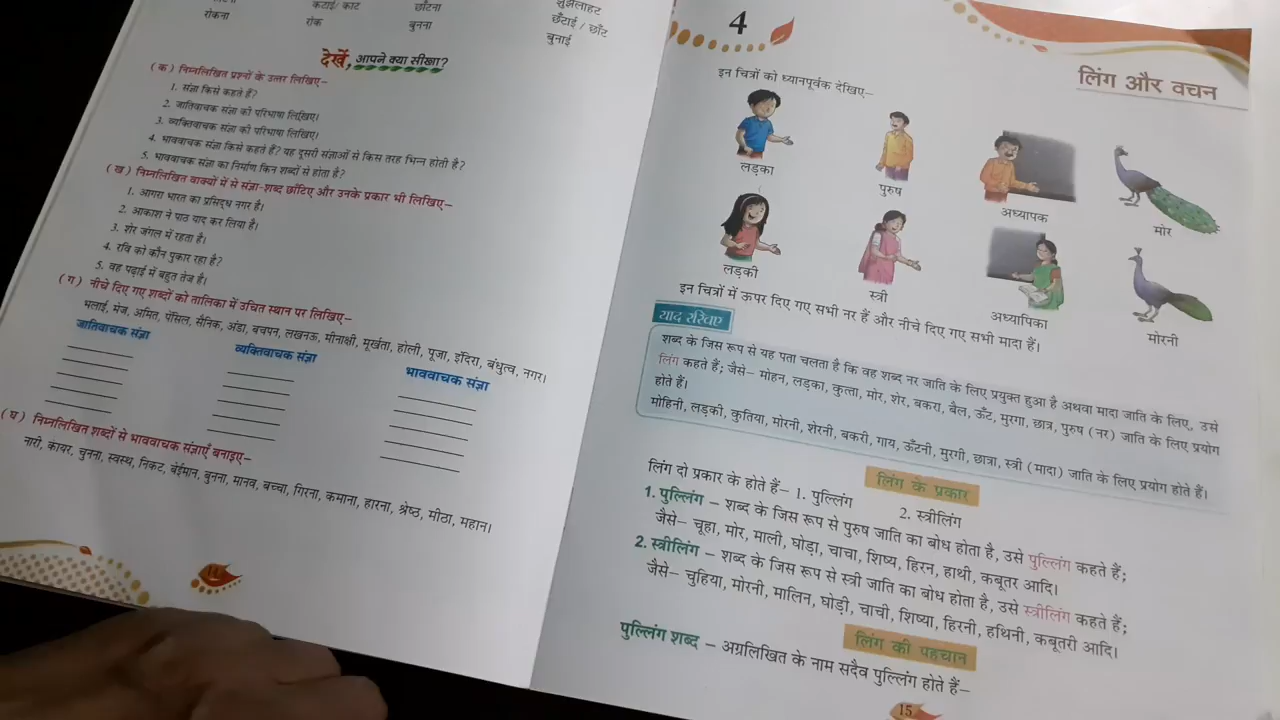 रोकना
कटाई/ काट
रोक
छाँटना
बुनना
झुँझलाहट
छँटाई / छाँट
बुनाई
देखें, आपने क्या सीखा?
(क) निम्नलिखित प्रश्नों के उत्तर लिखिए–
1. संज्ञा किसे कहते हैं?
2. जातिवाचक संज्ञा की परिभाषा लिखिए।
3. व्यक्तिवाचक संज्ञा की परिभाषा लिखिए।
4. भाववाचक संज्ञा किसे कहते हैं? यह दूसरी संज्ञाओं से किस तरह भिन्न होती है?
5. भाववाचक संज्ञा का निर्माण किन शब्दों से होता है?
(ख) निम्नलिखित वाक्यों में से संज्ञा-शब्द छाँटिए और उनके प्रकार भी लिखिए–
1. आगरा भारत का प्रसिद्ध नगर है।
2. आकाश ने पाठ याद कर लिया है।
3. शेर जंगल में रहता है।
4. रवि को कौन पुकार रहा है?
5. वह पढ़ाई में बहुत तेज है।
(ग) नीचे दिए गए शब्दों को तालिका में उचित स्थान पर लिखिए–
भलाई, मेज, अमित, पेंसिल, सैनिक, अंडा, बचपन, लखनऊ, मीनाक्षी, मूर्खता, होली, पूजा, इंदिरा, बंधुत्व, नगर।
जातिवाचक संज्ञा
व्यक्तिवाचक संज्ञा
भाववाचक संज्ञा
(घ) निम्नलिखित शब्दों से भाववाचक संज्ञाएँ बनाइए–
नारी, कायर, चुनना, स्वस्थ, निकट, बेईमान, बुनना, मानव, बच्चा, गिरना, कमाना, हारना, श्रेष्ठ, मीठा, महान।
14
4
लिंग और वचन
इन चित्रों को ध्यानपूर्वक देखिए–
लड़का
पुरुष
अध्यापक
मोर
लड़की
स्त्री
अध्यापिका
मोरनी
इन चित्रों में ऊपर दिए गए सभी नर हैं और नीचे दिए गए सभी मादा हैं।
याद रखिए
शब्द के जिस रूप से यह पता चलता है कि वह शब्द नर जाति के लिए प्रयुक्त हुआ है अथवा मादा जाति के लिए, उसे
लिंग कहते हैं; जैसे– मोहन, लड़का, कुत्ता, मोर, शेर, बकरा, बैल, ऊँट, मुरगा, छात्र, पुरुष (नर) जाति के लिए प्रयोग
होते हैं।
मोहिनी, लड़की, कुतिया, मोरनी, शेरनी, बकरी, गाय, ऊँटनी, मुरगी, छात्रा, स्त्री (मादा) जाति के लिए प्रयोग होते हैं।
लिंग के प्रकार
लिंग दो प्रकार के होते हैं– 1. पुल्लिंग 2. स्त्रीलिंग
1. पुल्लिंग – शब्द के जिस रूप से पुरुष जाति का बोध होता है, उसे पुल्लिंग कहते हैं;
जैसे– चूहा, मोर, माली, घोड़ा, चाचा, शिष्य, हिरन, हाथी, कबूतर आदि।
2. स्त्रीलिंग – शब्द के जिस रूप से स्त्री जाति का बोध होता है, उसे स्त्रीलिंग कहते हैं;
जैसे– चुहिया, मोरनी, मालिन, घोड़ी, चाची, शिष्या, हिरनी, हथिनी, कबूतरी आदि।
लिंग की पहचान
पुल्लिंग शब्द – अग्रलिखित के नाम सदैव पुल्लिंग होते हैं–
15